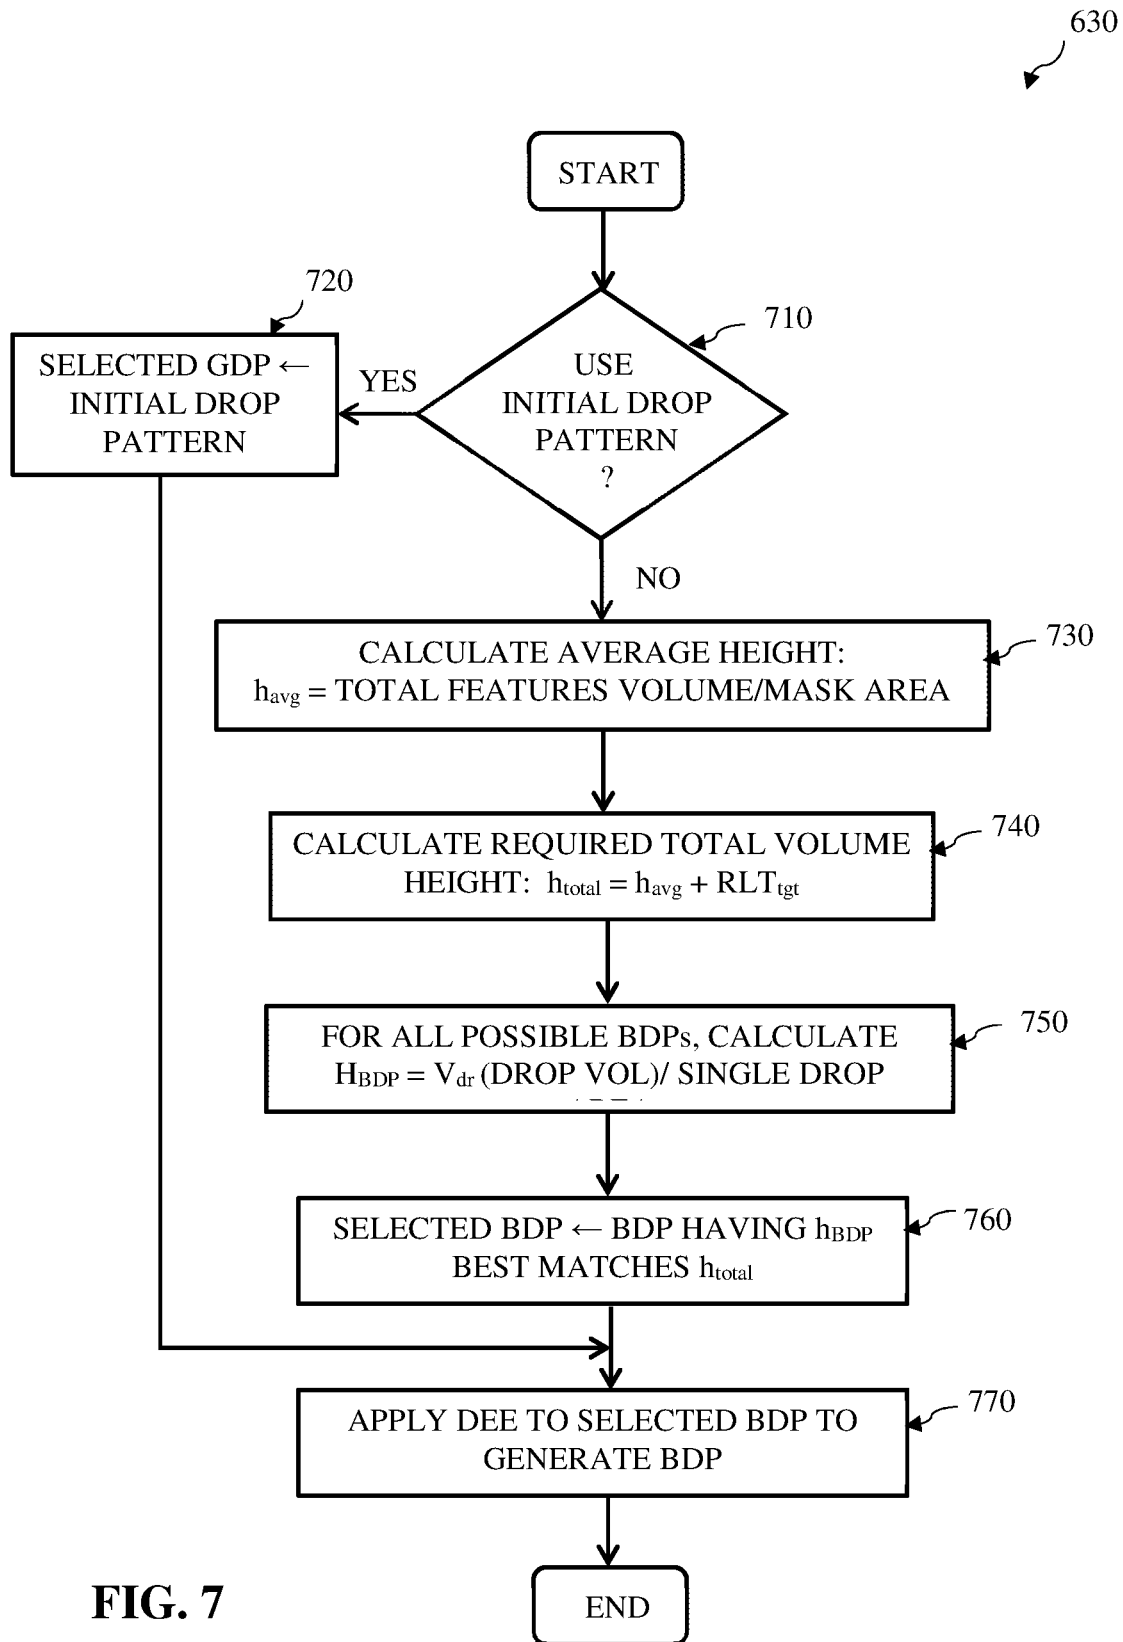 630
START
720
710
SELECTED GDP ←
INITIAL DROP
PATTERN
YES
USE
INITIAL DROP
PATTERN
?
NO
730
CALCULATE AVERAGE HEIGHT:
havg = TOTAL FEATURES VOLUME/MASK AREA
740
CALCULATE REQUIRED TOTAL VOLUME
HEIGHT: htotal = havg + RLTtgt
750
FOR ALL POSSIBLE BDPs, CALCULATE
HBDP = Vdr (DROP VOL)/ SINGLE DROP
760
SELECTED BDP ← BDP HAVING hBDP
BEST MATCHES htotal
770
APPLY DEE TO SELECTED BDP TO
GENERATE BDP
END
FIG. 7